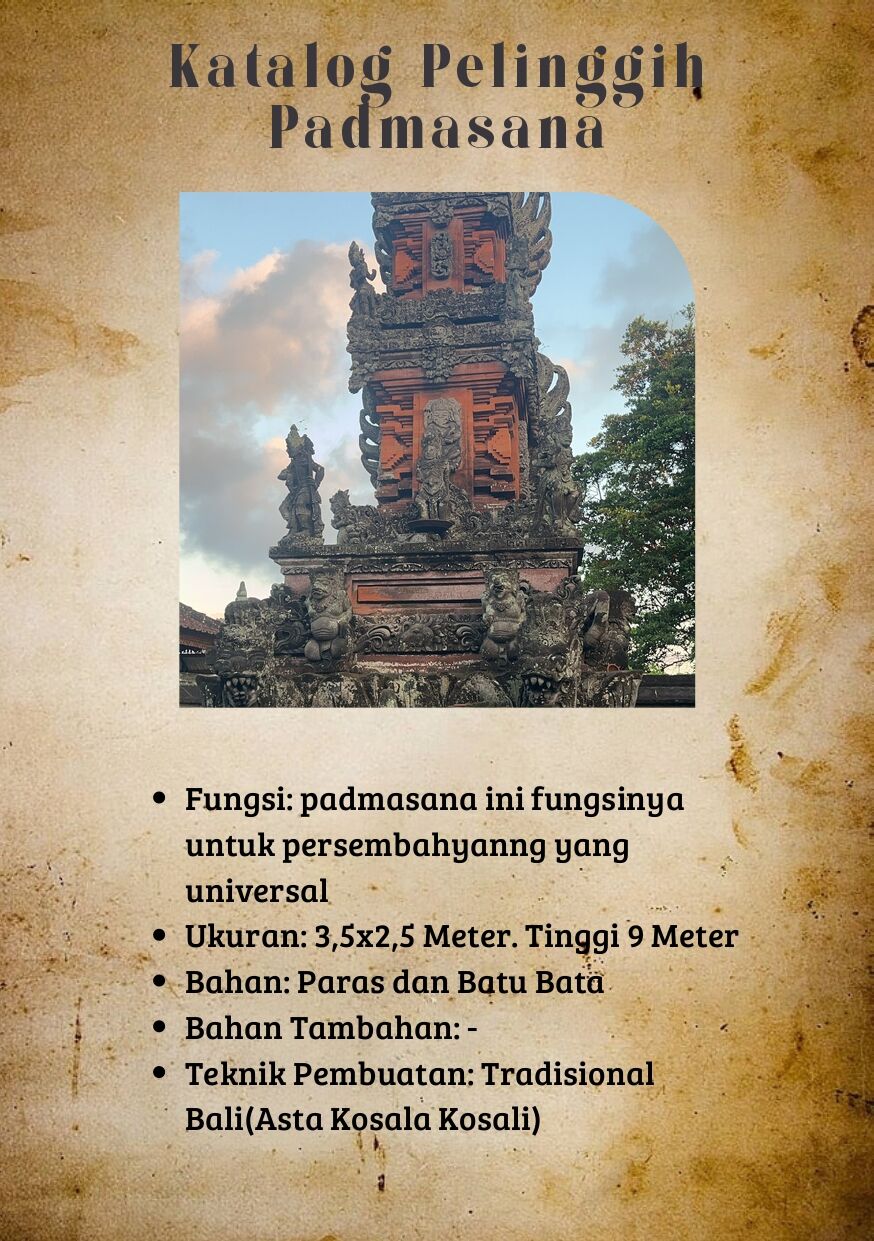 Katalog Pelinggih
Padmasana
• Fungsi: padmasana ini fungsinya
untuk persembahyanng yang
universal
• Ukuran: 3,5x2,5 Meter. Tinggi 9 Meter
• Bahan: Paras dan Batu Bata
• Bahan Tambahan: -
• Teknik Pembuatan: Tradisional
Bali(Asta Kosala Kosali)